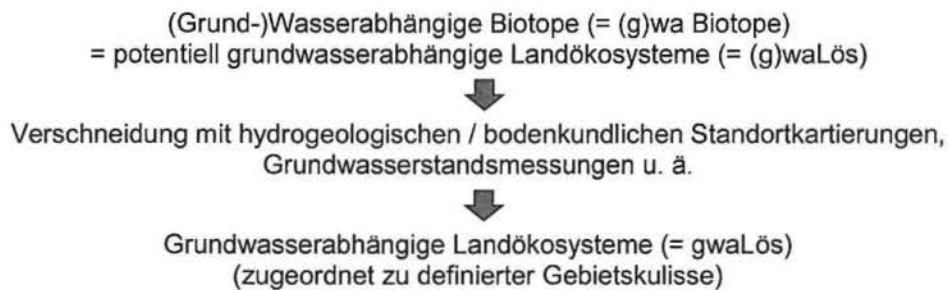 (Grund-)Wasserabhängige Biotope (= (g)wa Biotope)
= potentiell grundwasserabhängige Landökosysteme (= (g)waLös)
Verschneidung mit hydrogeologischen / bodenkundlichen Standortkartierungen,
Grundwasserstandsmessungen u. ä.
Grundwasserabhängige Landökosysteme (= gwaLös)
(zugeordnet zu definierter Gebietskulisse)